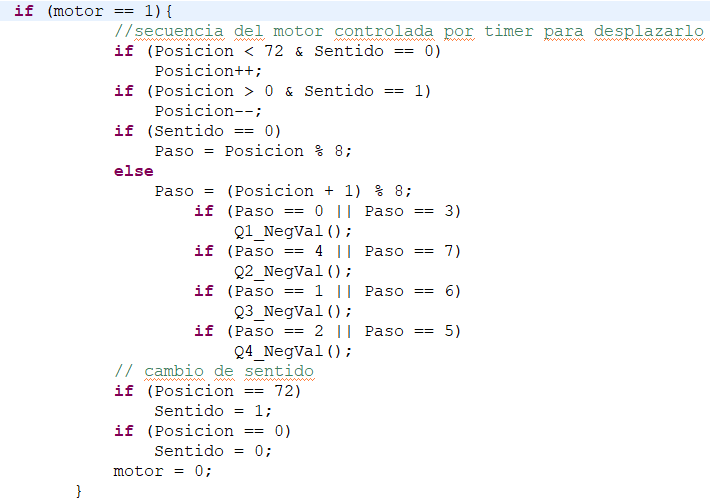 if (motor == 1){
//secuencia del motor controlada por timer para desplazarlo
if (Posicion < 72 & Sentido == 0)
Posicion++;
if (Posicion > 0 & Sentido == 1)
Posicion--;
if (Sentido == 0)
Paso = Posicion % 8;
else
Paso = (Posicion + 1) % 8;
if (Paso == 0 || Paso == 3)
Q1_NegVal();
if (Paso == 4 || Paso == 7)
Q2_NegVal();
if (Paso == 1 || Paso == 6)
Q3_NegVal();
if (Paso == 2 || Paso == 5)
Q4_NegVal();
// cambio de sentido
if (Posicion == 72)
Sentido = 1;
if (Posicion == 0)
Sentido = 0;
motor = 0;
}